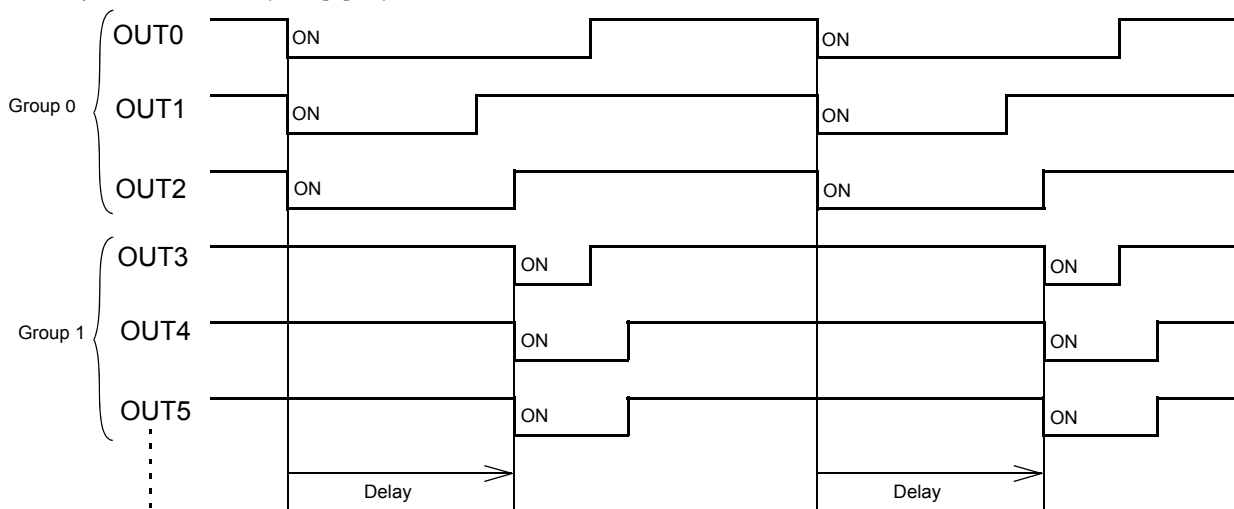 OUT0 ON ON
Group 0 OUT1 ON ON
OUT2 ON ON
OUT3 ON ON
Group 1 OUT4 ON ON
OUT5 ON ON
Delay Delay